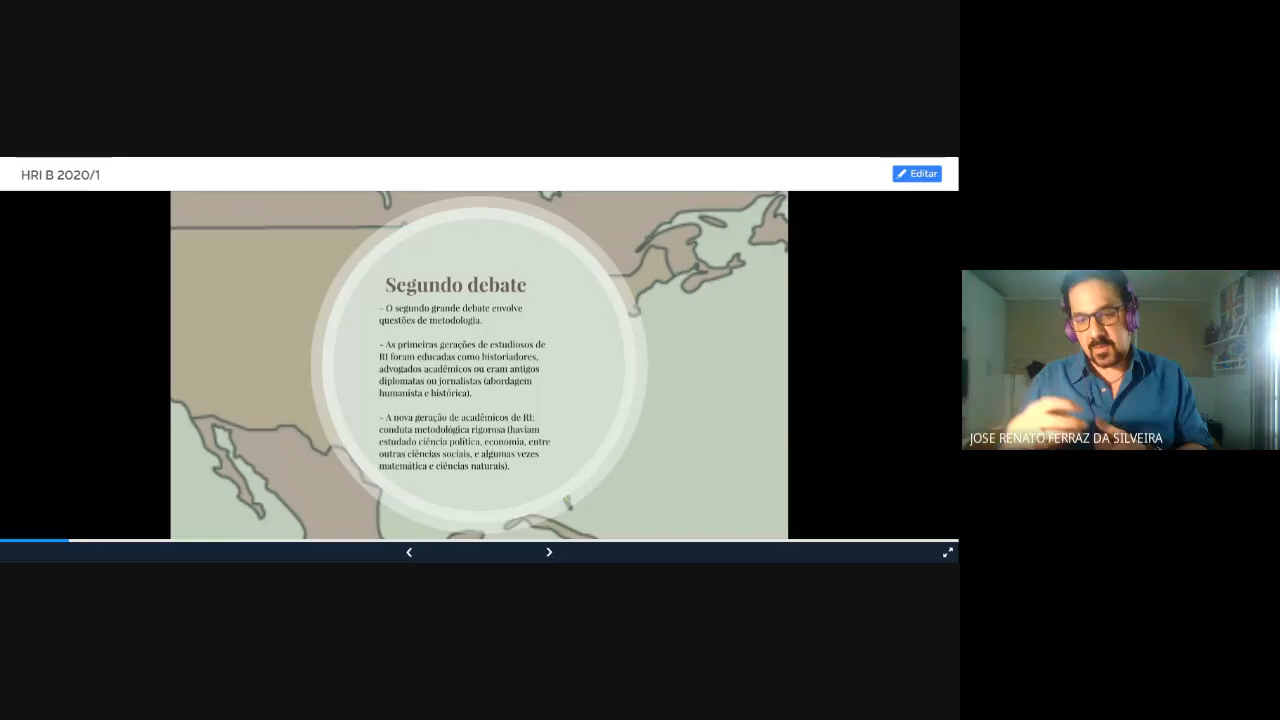 HRI B 2020/1
Editar
Segundo debate
- O segundo grande debate envolve
questões de metodologia.
- As primeiras gerações de estudiosos de
RI foram educadas como historiadores,
advogados acadêmicos ou eram antigos
diplomatas ou jornalistas (abordagem
humanista e histórica).
- A nova geração de acadêmicos de RI:
conduta metodológica rigorosa (haviam
estudado ciência política, economia, entre
outras ciências sociais, e algumas vezes
matemática e ciências naturais).
JOSE RENATO FERRAZ DA SILVEIRA